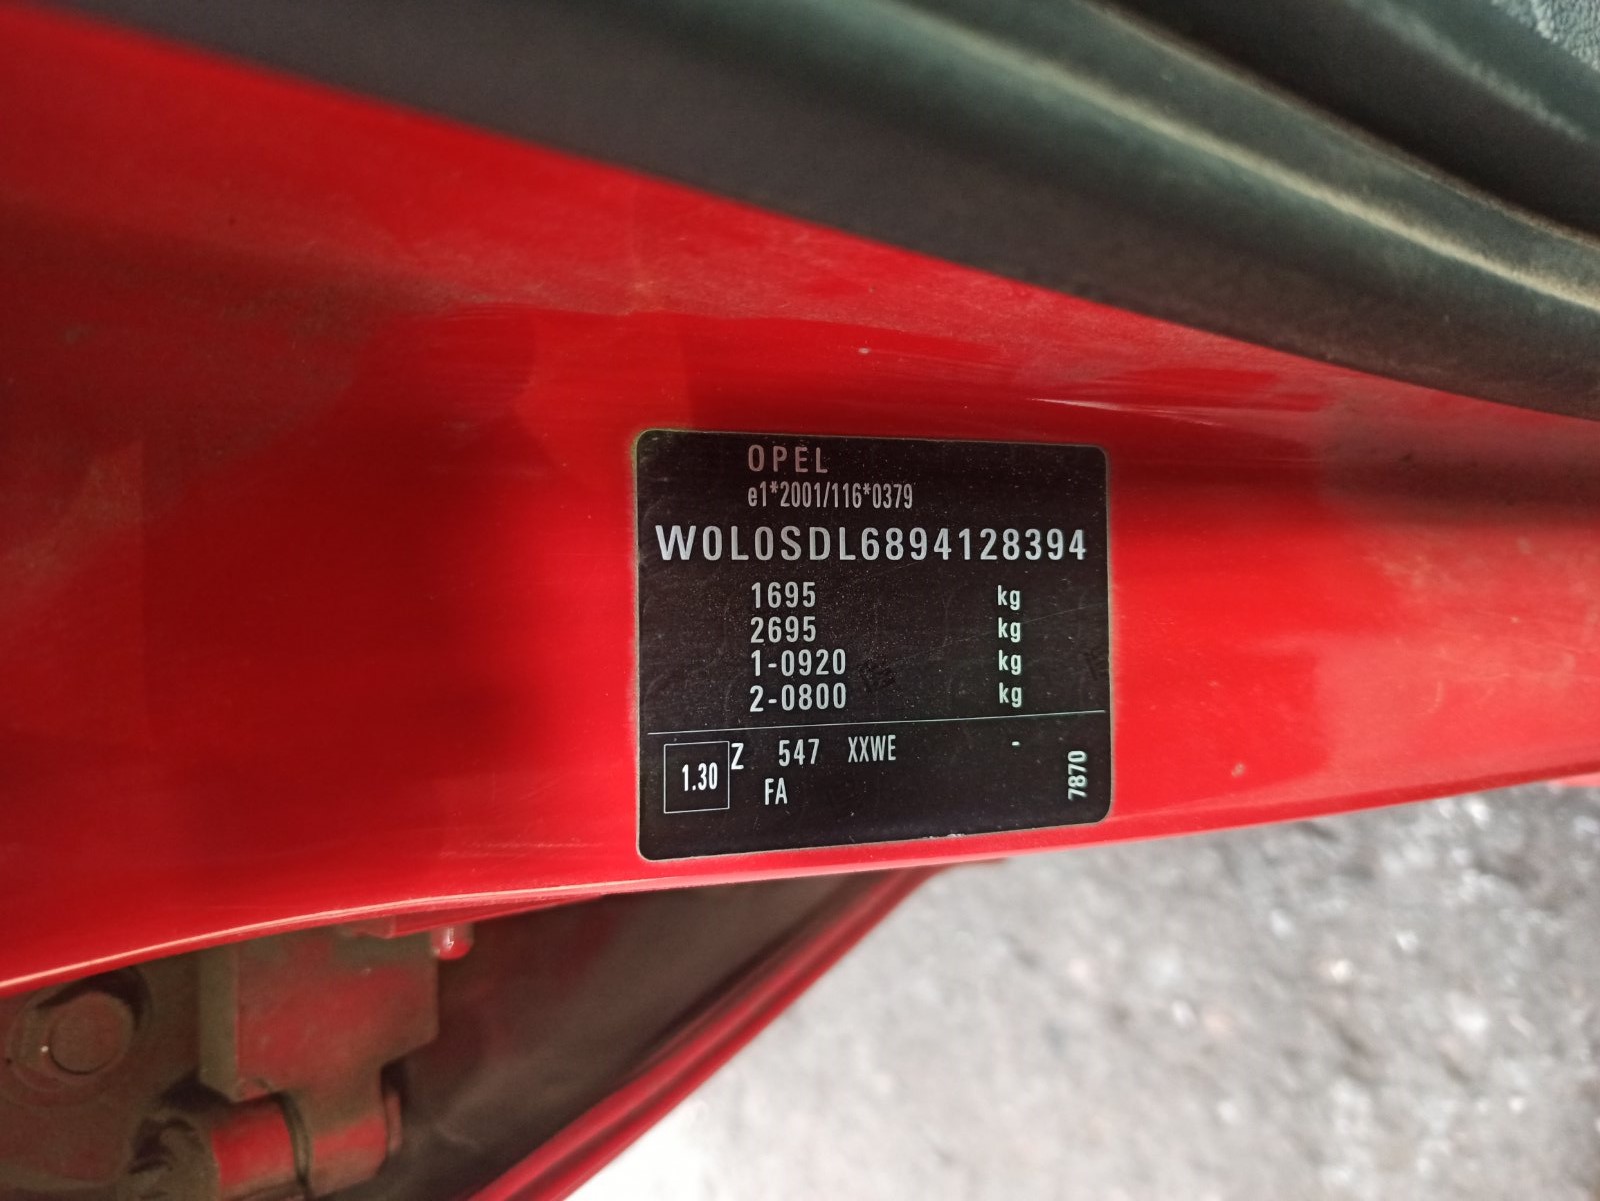 OPEL
e1*2001/116*0379
W0L0SDL6894128394
1695 kg
2695 kg
1-0920 kg
2-0800 kg
1.30 Z 547 XXWE -
FA
7870